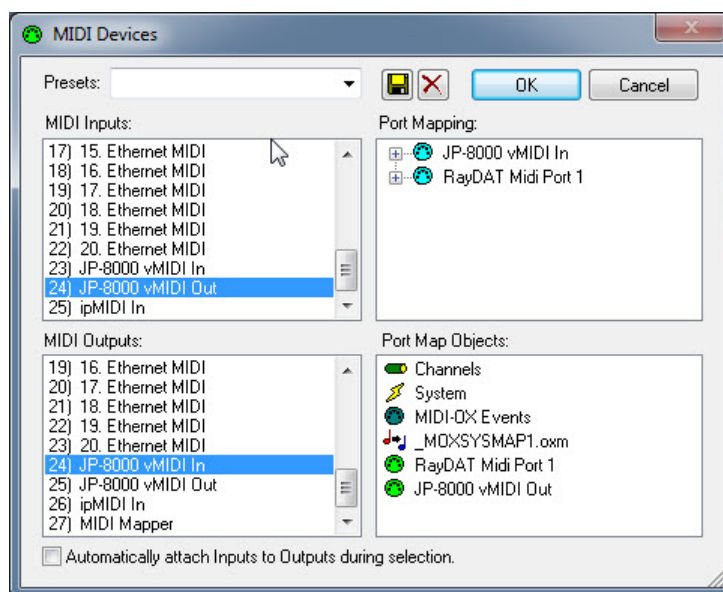 MIDI Devices
Presets:
OK
Cancel
MIDI Inputs:
17) 15. Ethernet MIDI
18) 16. Ethernet MIDI
19) 17. Ethernet MIDI
20) 18. Ethernet MIDI
21) 19. Ethernet MIDI
22) 20. Ethernet MIDI
23) JP-8000 vMIDI In
24) JP-8000 vMIDI Out
25) ipMIDI In
Port Mapping:
JP-8000 vMIDI In
RayDAT Midi Port 1
MIDI Outputs:
19) 16. Ethernet MIDI
20) 17. Ethernet MIDI
21) 18. Ethernet MIDI
22) 19. Ethernet MIDI
23) 20. Ethernet MIDI
24) JP-8000 vMIDI In
25) JP-8000 vMIDI Out
26) ipMIDI In
27) MIDI Mapper
Port Map Objects:
Channels
System
MIDI-OX Events
_MOXSYSMAP1.oxm
RayDAT Midi Port 1
JP-8000 vMIDI Out
Automatically attach Inputs to Outputs during selection.